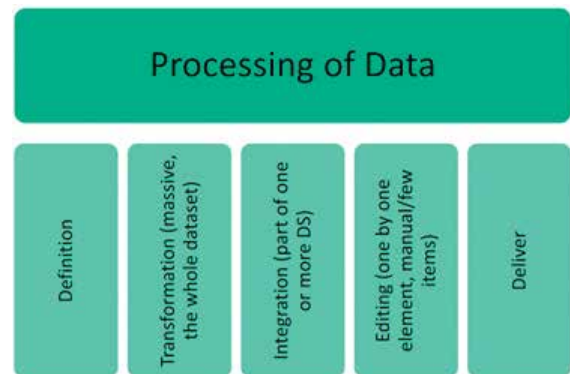 Processing of Data
Definition
Transformation (massive,
the whole dataset)
Integration (part of one
or more DS)
Editing (one by one
element, manual/few
items)
Deliver